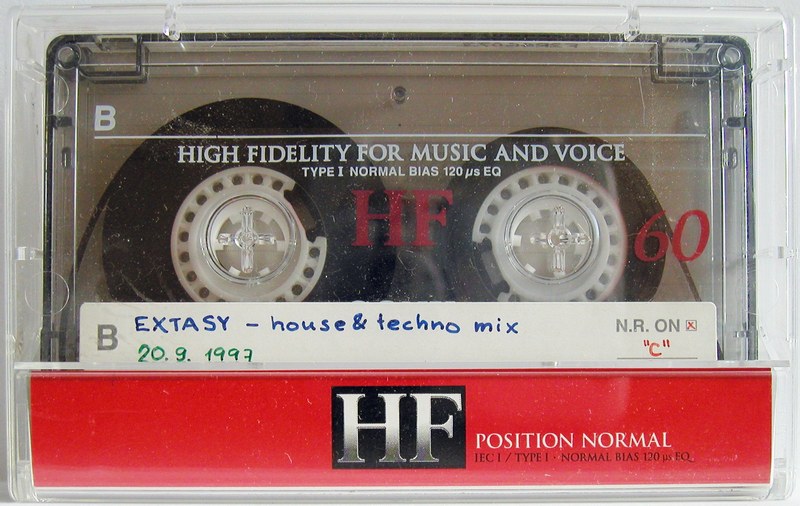 B
HIGH FIDELITY FOR MUSIC AND VOICE
TYPE I NORMAL BIAS 120 µs EQ
HF
60
B EXTASY - house & techno mix
N.R. ON ☒
20.9. 1997
"C"
HF
POSITION NORMAL
IEC I / TYPE I · NORMAL BIAS 120 µs EQ